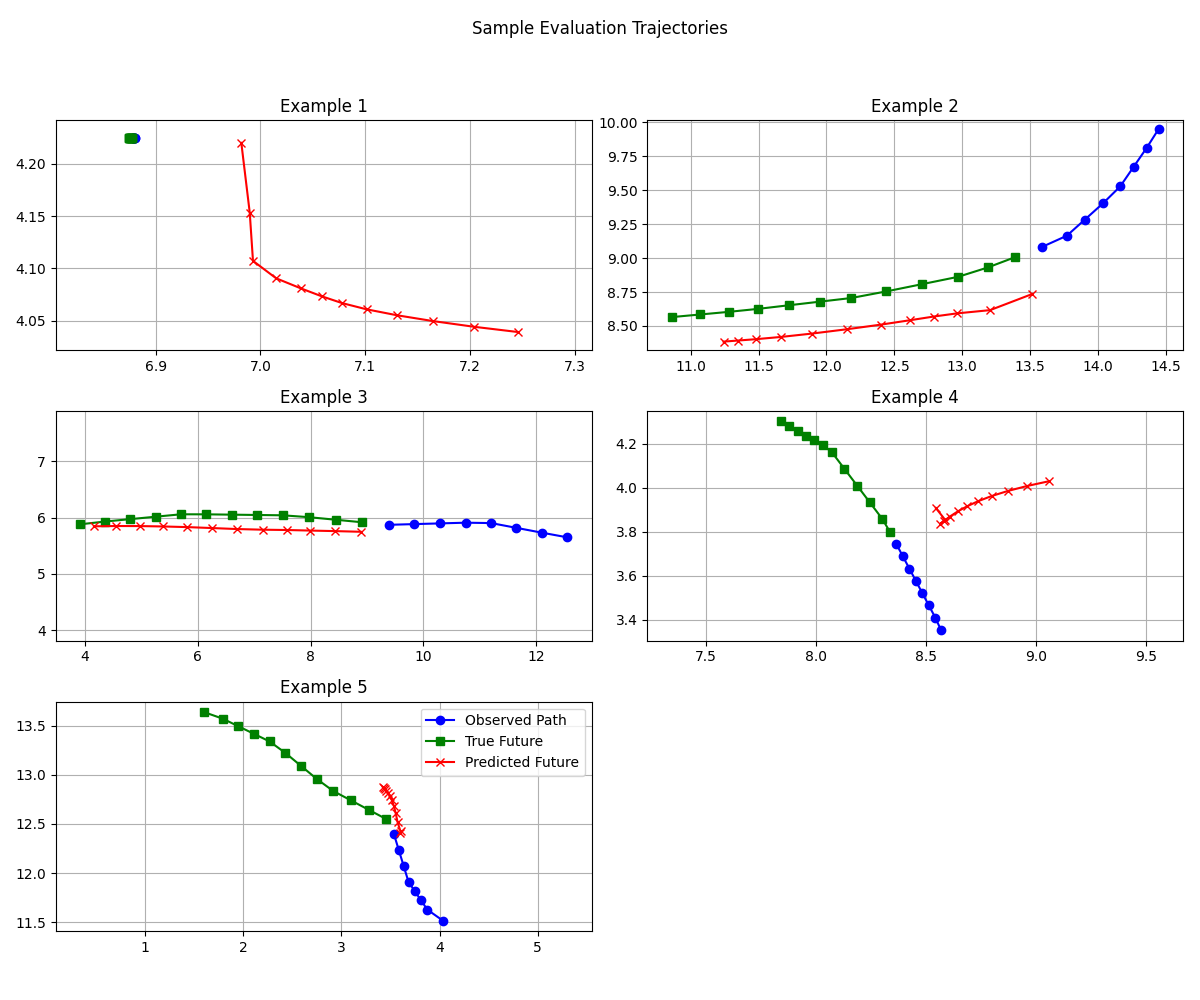 Sample Evaluation Trajectories
Example 1
4.20
4.15
4.10
4.05
6.9 7.0 7.1 7.2 7.3
Example 2
10.00
9.75
9.50
9.25
9.00
8.75
8.50
11.0 11.5 12.0 12.5 13.0 13.5 14.0 14.5
Example 3
7
6
5
4
4 6 8 10 12
Example 4
4.2
4.0
3.8
3.6
3.4
7.5 8.0 8.5 9.0 9.5
Example 5
13.5
13.0
12.5
12.0
11.5
1 2 3 4 5
Observed Path
True Future
Predicted Future